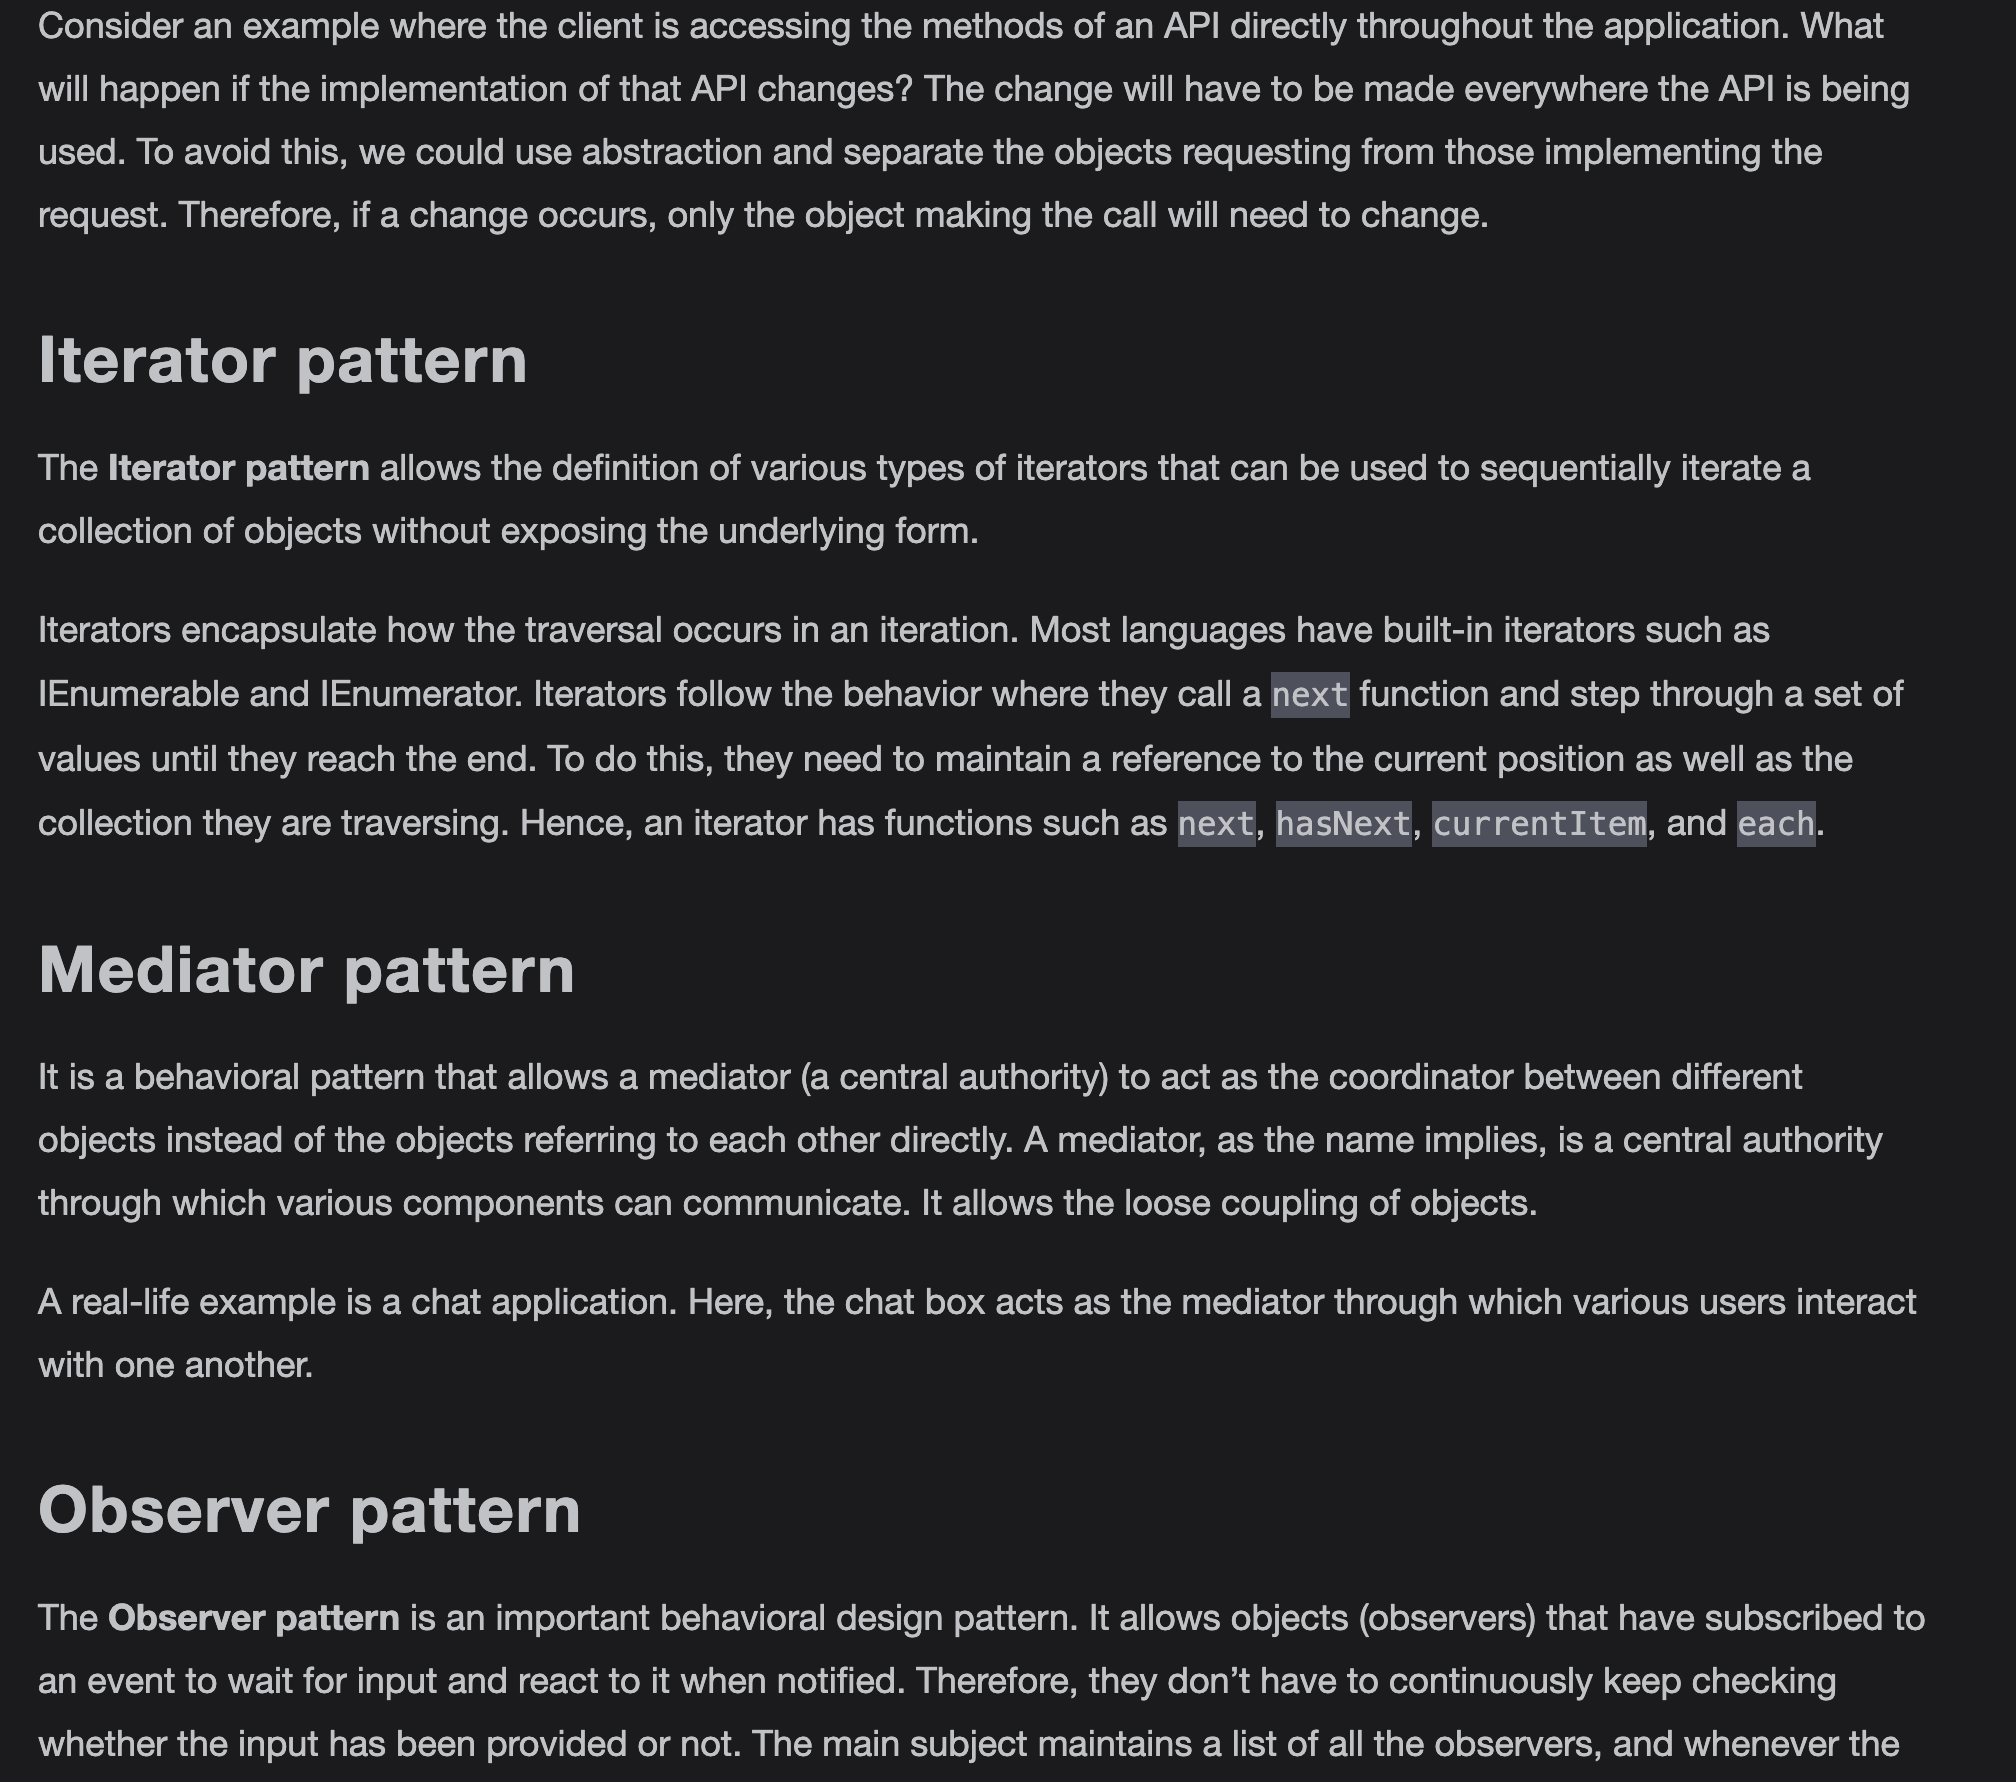 Consider an example where the client is accessing the methods of an API directly throughout the application. What
will happen if the implementation of that API changes? The change will have to be made everywhere the API is being
used. To avoid this, we could use abstraction and separate the objects requesting from those implementing the
request. Therefore, if a change occurs, only the object making the call will need to change.
Iterator pattern
The Iterator pattern allows the definition of various types of iterators that can be used to sequentially iterate a
collection of objects without exposing the underlying form.
Iterators encapsulate how the traversal occurs in an iteration. Most languages have built-in iterators such as
IEnumerable and IEnumerator. Iterators follow the behavior where they call a next function and step through a set of
values until they reach the end. To do this, they need to maintain a reference to the current position as well as the
collection they are traversing. Hence, an iterator has functions such as next, hasNext, currentItem, and each.
Mediator pattern
It is a behavioral pattern that allows a mediator (a central authority) to act as the coordinator between different
objects instead of the objects referring to each other directly. A mediator, as the name implies, is a central authority
through which various components can communicate. It allows the loose coupling of objects.
A real-life example is a chat application. Here, the chat box acts as the mediator through which various users interact
with one another.
Observer pattern
The Observer pattern is an important behavioral design pattern. It allows objects (observers) that have subscribed to
an event to wait for input and react to it when notified. Therefore, they don’t have to continuously keep checking
whether the input has been provided or not. The main subject maintains a list of all the observers, and whenever the